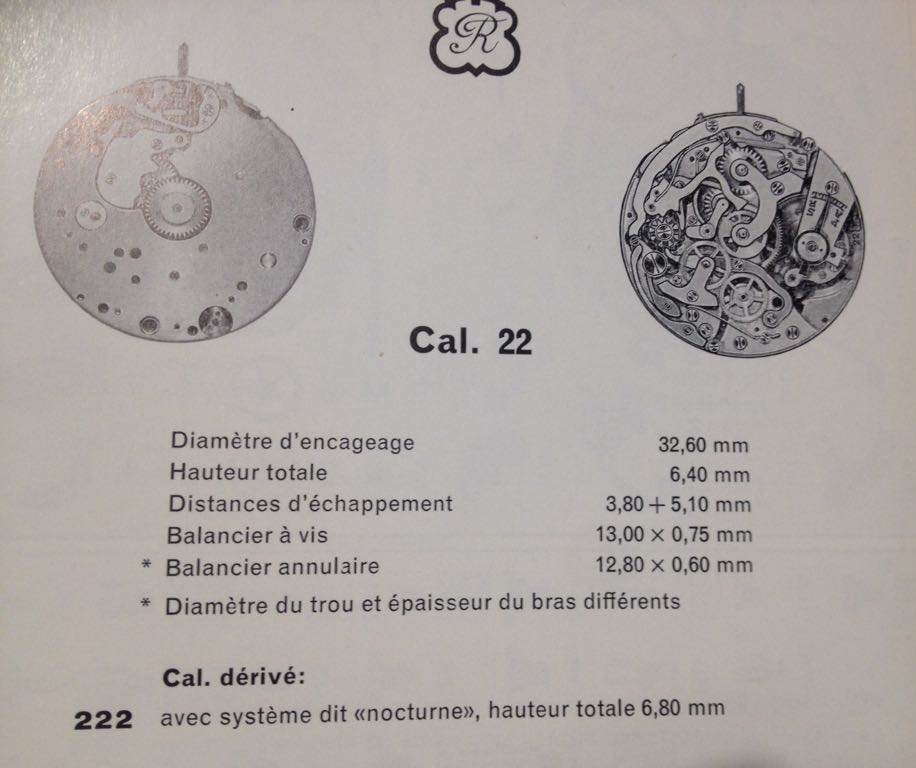 R
Cal. 22
Diamètre d'encageage 32,60 mm
Hauteur totale 6,40 mm
Distances d'échappement 3,80 + 5,10 mm
Balancier à vis 13,00 × 0,75 mm
* Balancier annulaire 12,80 × 0,60 mm
* Diamètre du trou et épaisseur du bras différents
Cal. dérivé:
222 avec système dit «nocturne», hauteur totale 6,80 mm